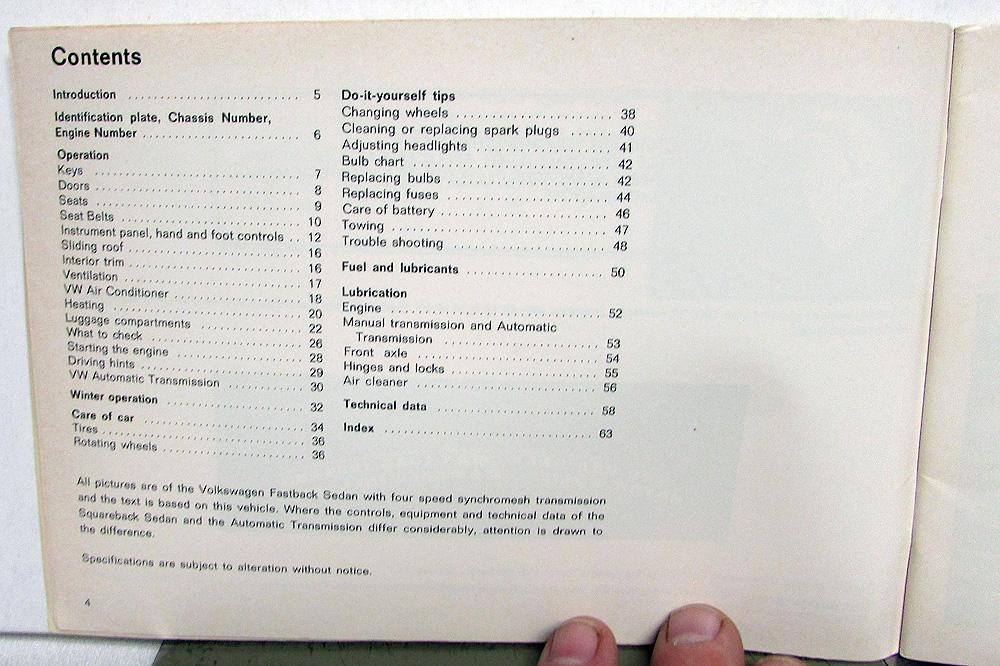 Contents
Introduction .......................... 5
Identification plate, Chassis Number,
Engine Number ........................ 6
Operation
Keys ................................ 7
Doors ............................... 8
Seats ............................... 9
Seat Belts .......................... 10
Instrument panel, hand and foot controls .. 12
Sliding roof ......................... 16
Interior trim ........................ 16
Ventilation .......................... 17
VW Air Conditioner ................... 18
Heating .............................. 20
Luggage compartments ................. 22
What to check ........................ 26
Starting the engine .................. 28
Driving hints ........................ 29
VW Automatic Transmission ............ 30
Winter operation ..................... 32
Care of car .......................... 34
Tires ................................ 36
Rotating wheels ...................... 36
Do-it-yourself tips
Changing wheels ...................... 38
Cleaning or replacing spark plugs ...... 40
Adjusting headlights ................. 41
Bulb chart ........................... 42
Replacing bulbs ...................... 42
Replacing fuses ...................... 44
Care of battery ...................... 46
Towing ............................... 47
Trouble shooting ..................... 48
Fuel and lubricants .................. 50
Lubrication
Engine ............................... 52
Manual transmission and Automatic
Transmission ......................... 53
Front axle ........................... 54
Hinges and locks ..................... 55
Air cleaner .......................... 56
Technical data ....................... 58
Index ................................ 63
All pictures are of the Volkswagen Fastback Sedan with four speed synchromesh transmission
and the text is based on this vehicle. Where the controls, equipment and technical data of the
Squareback Sedan and the Automatic Transmission differ considerably, attention is drawn to
the difference.
Specifications are subject to alteration without notice.
4